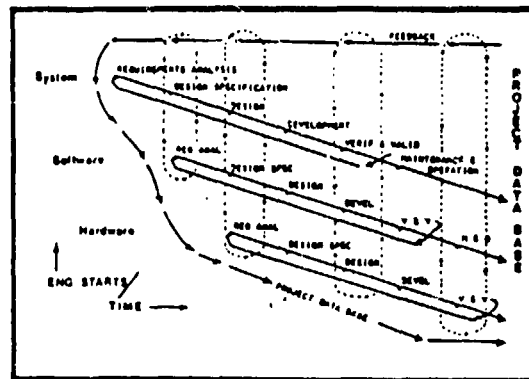 FEEDBACK
System
REQUIREMENTS ANALYSIS
DESIGN SPECIFICATION
DESIGN
DEVELOPMENT
VERIF & VALID
MAINTENANCE &
OPERATION
Software
REQ ANAL
DESIGN SPEC
DESIGN
DEVEL
V & V
M & O
Hardware
REQ ANAL
DESIGN SPEC
DESIGN
DEVEL
V & V
ENG STARTS/
TIME
PROJECT DATA BASE
PROJECT DATA BASE